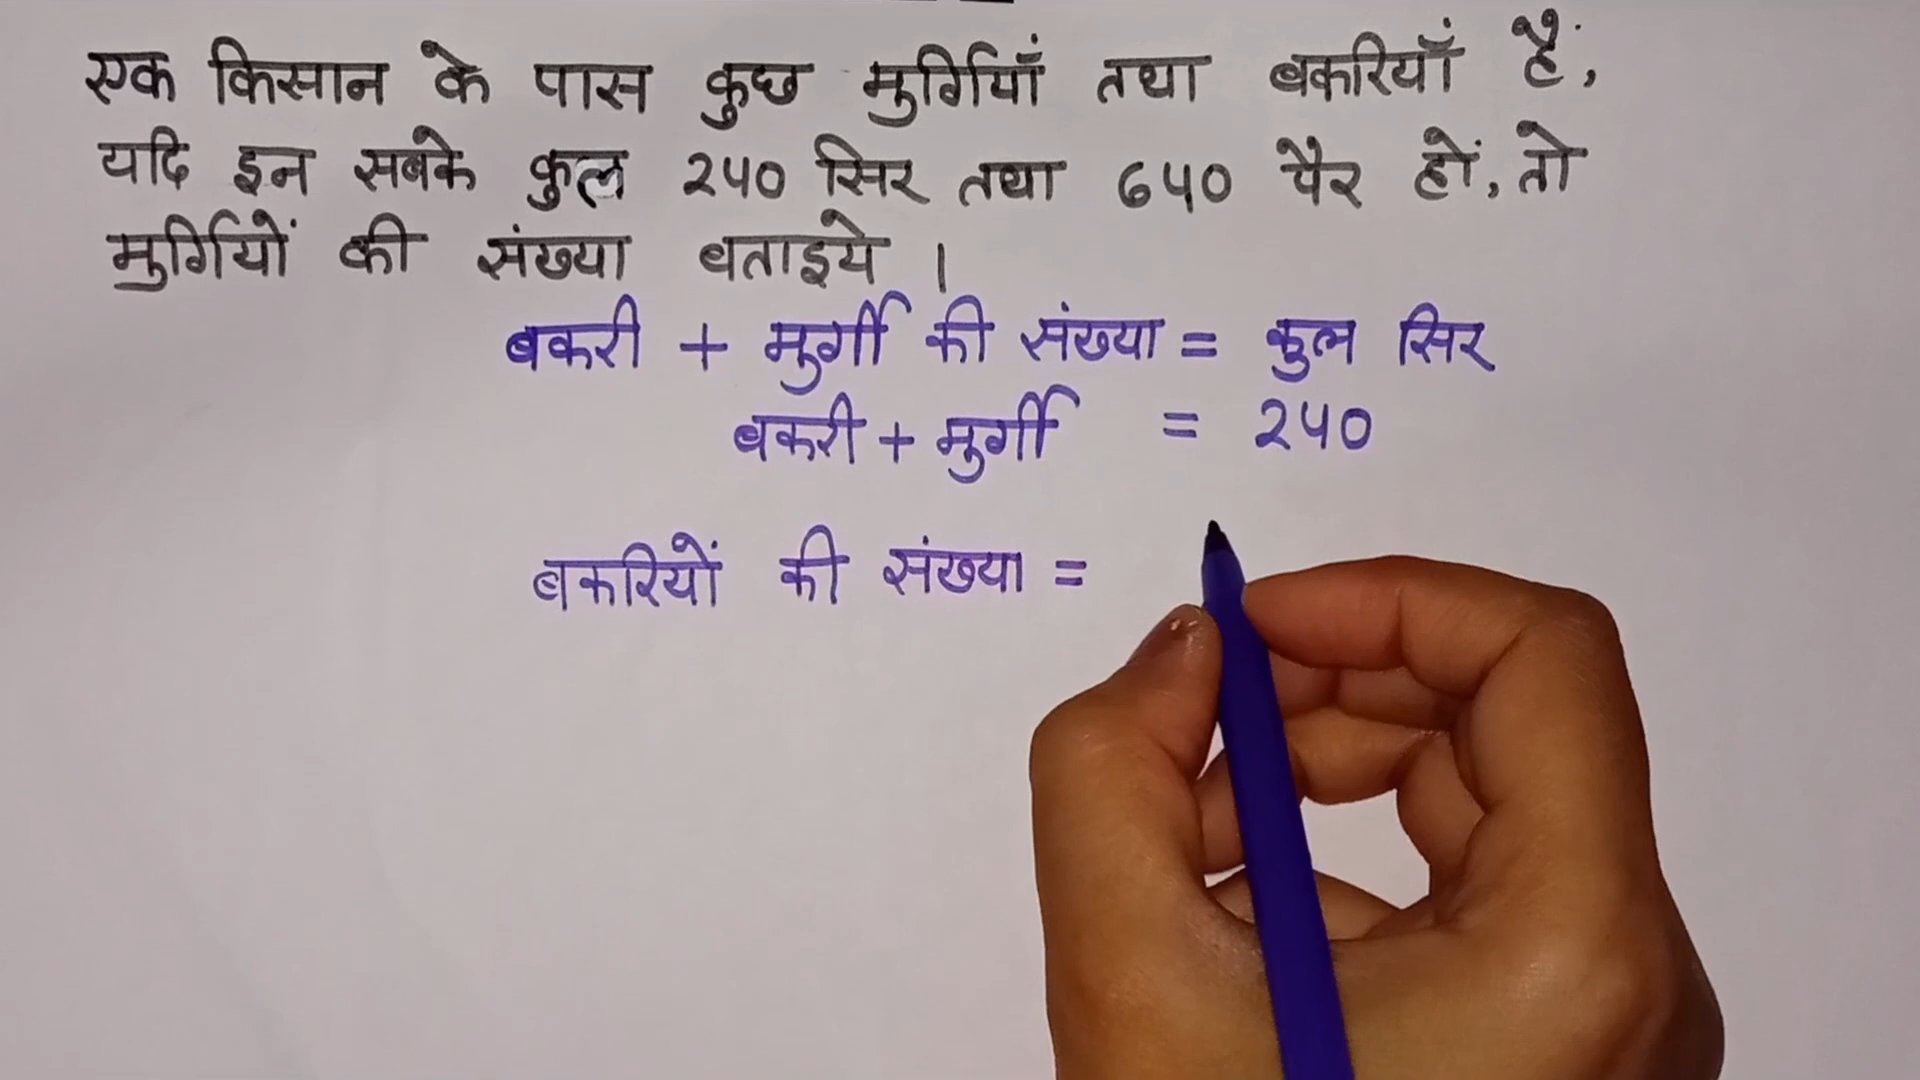 एक किसान के पास कुछ मुर्गियाँ तथा बकरियाँ हैं,
यदि इन सबके कुल 240 सिर तथा 640 पैर हों, तो
मुर्गियों की संख्या बताइये ।
बकरी + मुर्गी की संख्या = कुल सिर
बकरी + मुर्गी = 240
बकरियों की संख्या =